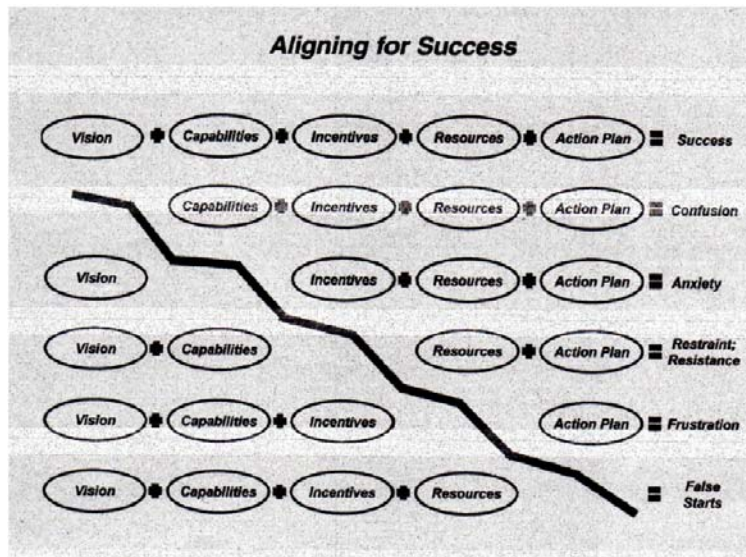 Aligning for Success
Vision + Capabilities + Incentives + Resources + Action Plan = Success
Capabilities + Incentives + Resources + Action Plan = Confusion
Vision Incentives + Resources + Action Plan = Anxiety
Vision + Capabilities Resources + Action Plan = Restraint;
Resistance
Vision + Capabilities + Incentives Action Plan = Frustration
Vision + Capabilities + Incentives + Resources = False
Starts